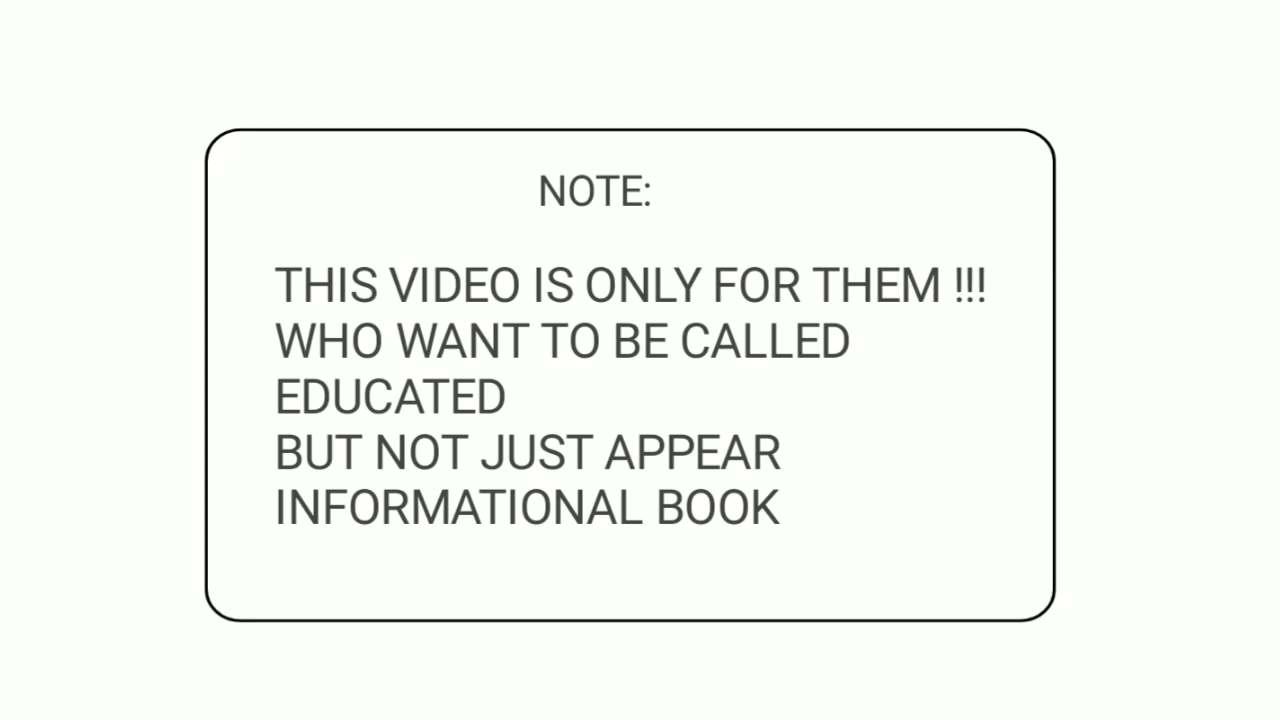 NOTE:
THIS VIDEO IS ONLY FOR THEM !!!
WHO WANT TO BE CALLED
EDUCATED
BUT NOT JUST APPEAR
INFORMATIONAL BOOK